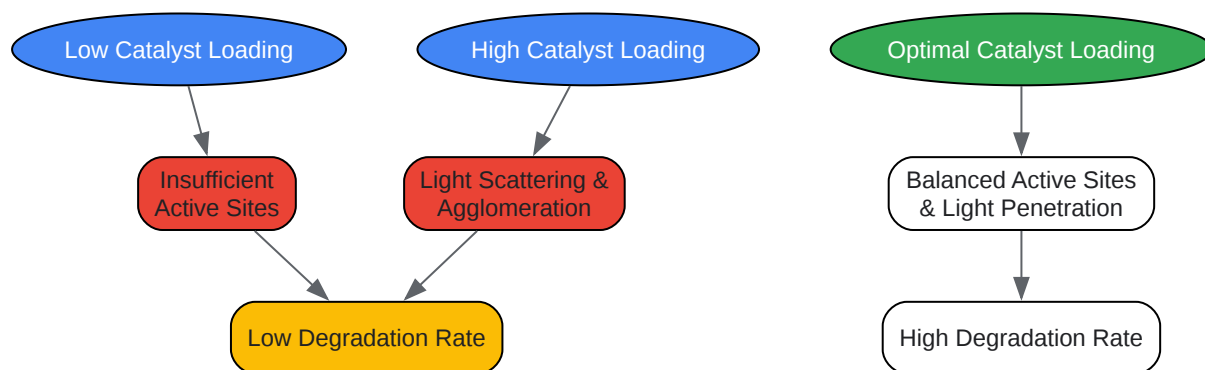 Low Catalyst Loading
High Catalyst Loading
Optimal Catalyst Loading
Insufficient
Active Sites
Light Scattering &
Agglomeration
Balanced Active Sites
& Light Penetration
Low Degradation Rate
High Degradation Rate